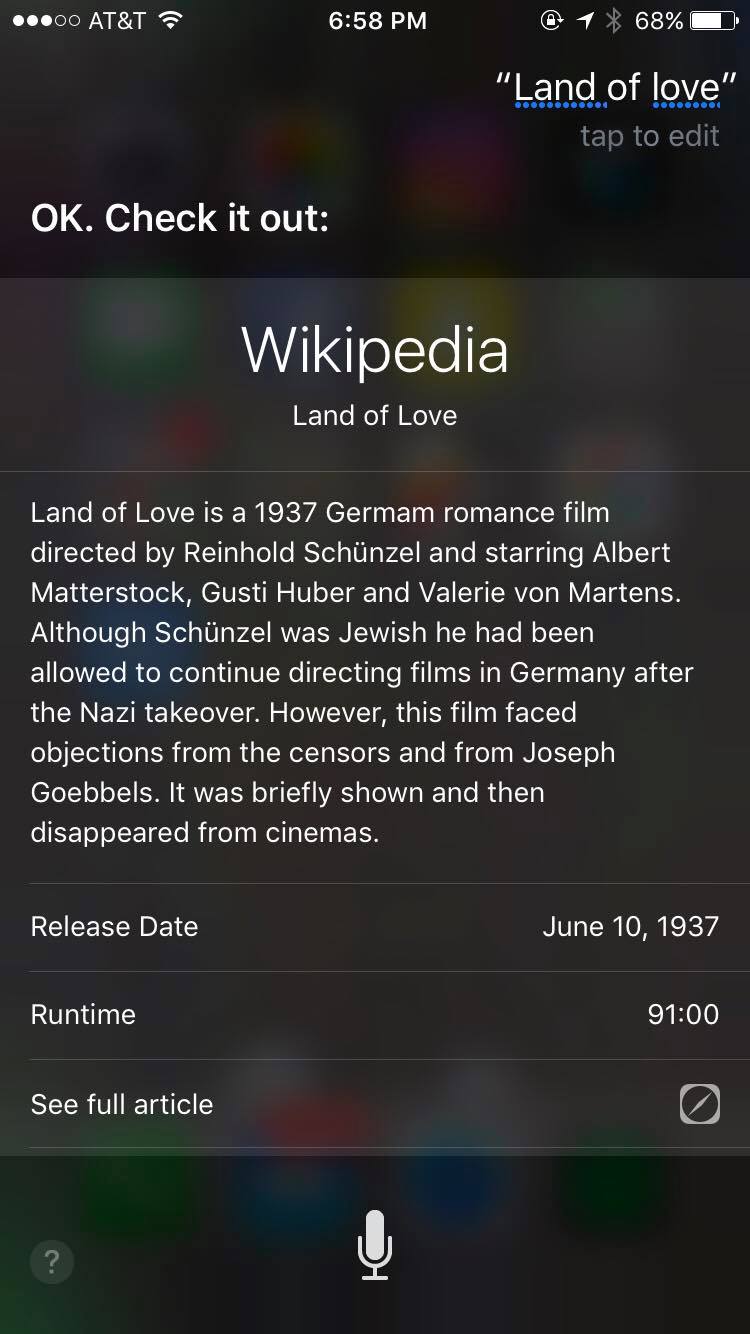 AT&T 6:58 PM 68%
“Land of love”
tap to edit
OK. Check it out:
Wikipedia
Land of Love
Land of Love is a 1937 Germam romance film
directed by Reinhold Schünzel and starring Albert
Matterstock, Gusti Huber and Valerie von Martens.
Although Schünzel was Jewish he had been
allowed to continue directing films in Germany after
the Nazi takeover. However, this film faced
objections from the censors and from Joseph
Goebbels. It was briefly shown and then
disappeared from cinemas.
Release Date June 10, 1937
Runtime 91:00
See full article
?